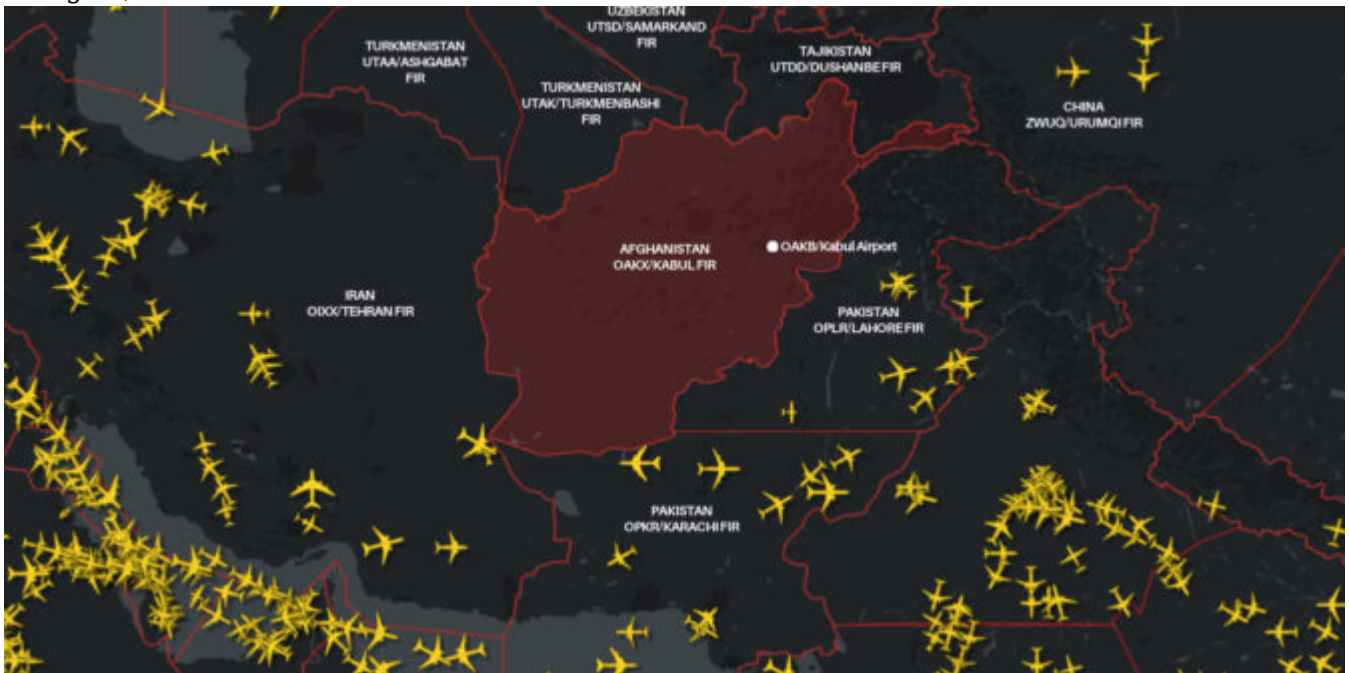 UZBEKISTAN
UTSD/SAMARKAND
FIR
TURKMENISTAN
UTAA/ASHGABAT
FIR
TAJIKISTAN
UTDD/DUSHANBE FIR
TURKMENISTAN
UTAK/TURKMENBASHI
FIR
CHINA
ZWUQ/URUMQI FIR
AFGHANISTAN
OAKX/KABUL FIR
OAKB/Kabul Airport
IRAN
OIXX/TEHRAN FIR
PAKISTAN
OPLR/LAHORE FIR
PAKISTAN
OPKR/KARACHI FIR